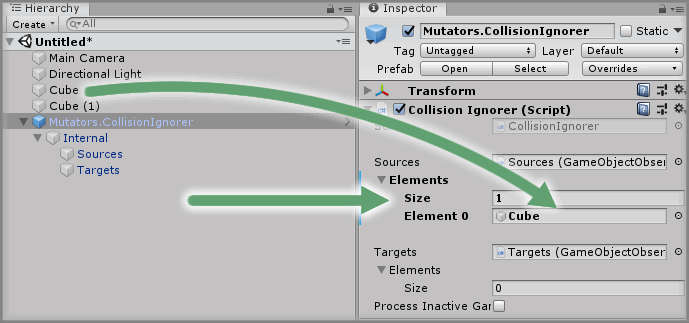 Hierarchy
Create
All
Untitled*
Main Camera
Directional Light
Cube
Cube (1)
Mutators.CollisionIgnorer
Internal
Sources
Targets
Inspector
Mutators.CollisionIgnorer
Static
Tag
Untagged
Layer
Default
Prefab
Open
Select
Overrides
Transform
Collision Ignorer (Script)
CollisionIgnorer
Sources
Sources (GameObjectObser
Elements
Size
1
Element 0
Cube
Targets
Targets (GameObjectObser
Elements
Size
0
Process Inactive Gar